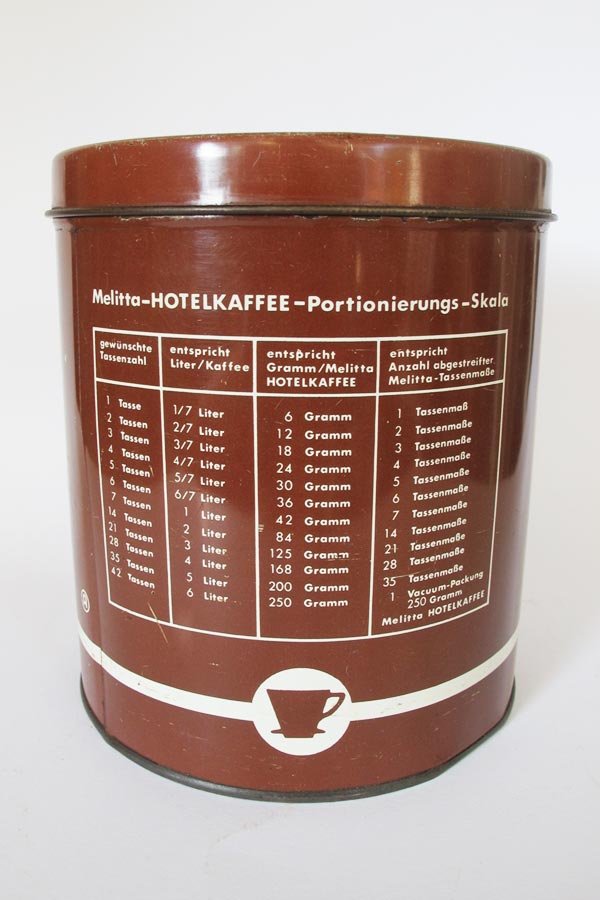 Melitta-HOTELKAFFEE-Portionierungs-Skala
gewünschte Tassenzahl | entspricht Liter/Kaffee | entspricht Gramm/Melitta HOTELKAFFEE | entspricht Anzahl abgestreifter Melitta-Tassenmaße
1 Tasse | 1/7 Liter | 6 Gramm | 1 Tassenmaß
2 Tassen | 2/7 Liter | 12 Gramm | 2 Tassenmaße
3 Tassen | 3/7 Liter | 18 Gramm | 3 Tassenmaße
4 Tassen | 4/7 Liter | 24 Gramm | 4 Tassenmaße
5 Tassen | 5/7 Liter | 30 Gramm | 5 Tassenmaße
6 Tassen | 6/7 Liter | 36 Gramm | 6 Tassenmaße
7 Tassen | 1 Liter | 42 Gramm | 7 Tassenmaße
14 Tassen | 2 Liter | 84 Gramm | 14 Tassenmaße
21 Tassen | 3 Liter | 125 Gramm | 21 Tassenmaße
28 Tassen | 4 Liter | 168 Gramm | 28 Tassenmaße
35 Tassen | 5 Liter | 200 Gramm | 35 Tassenmaße
42 Tassen | 6 Liter | 250 Gramm | 1 Vacuum-Packung 250 Gramm Melitta HOTELKAFFEE